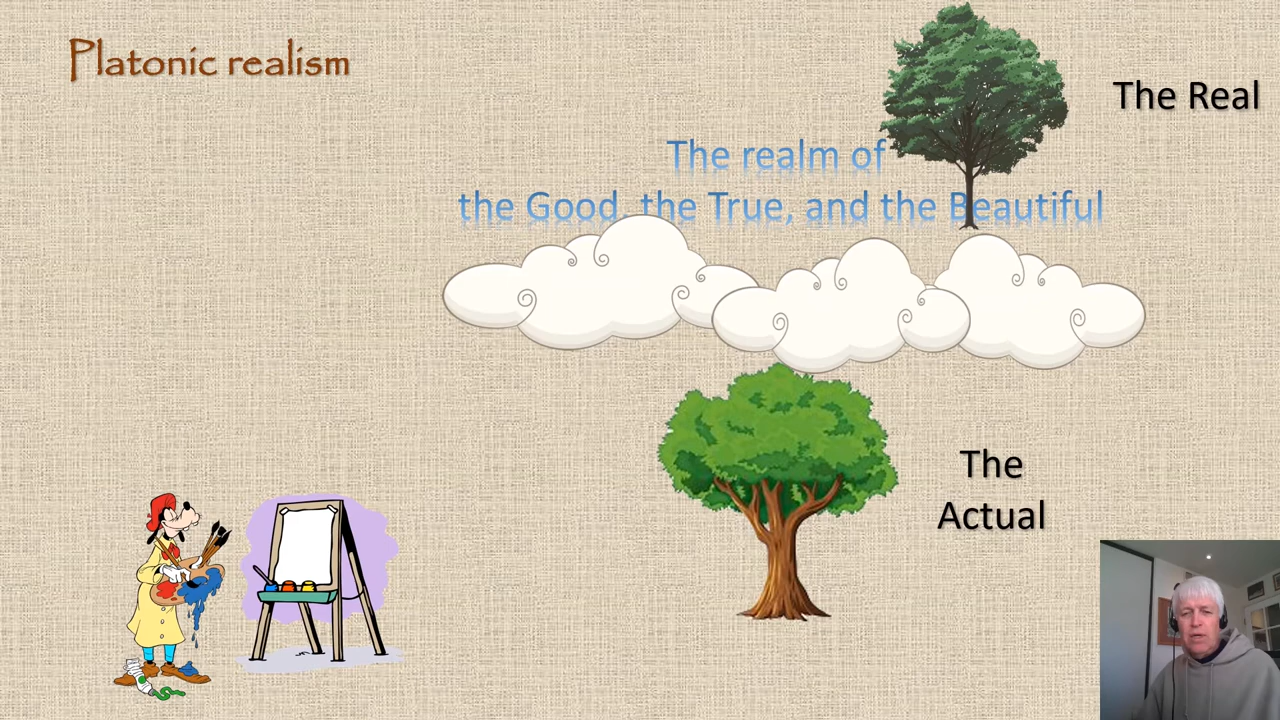 Platonic realism
The Real
The realm of
the Good, the True, and the Beautiful
The
Actual